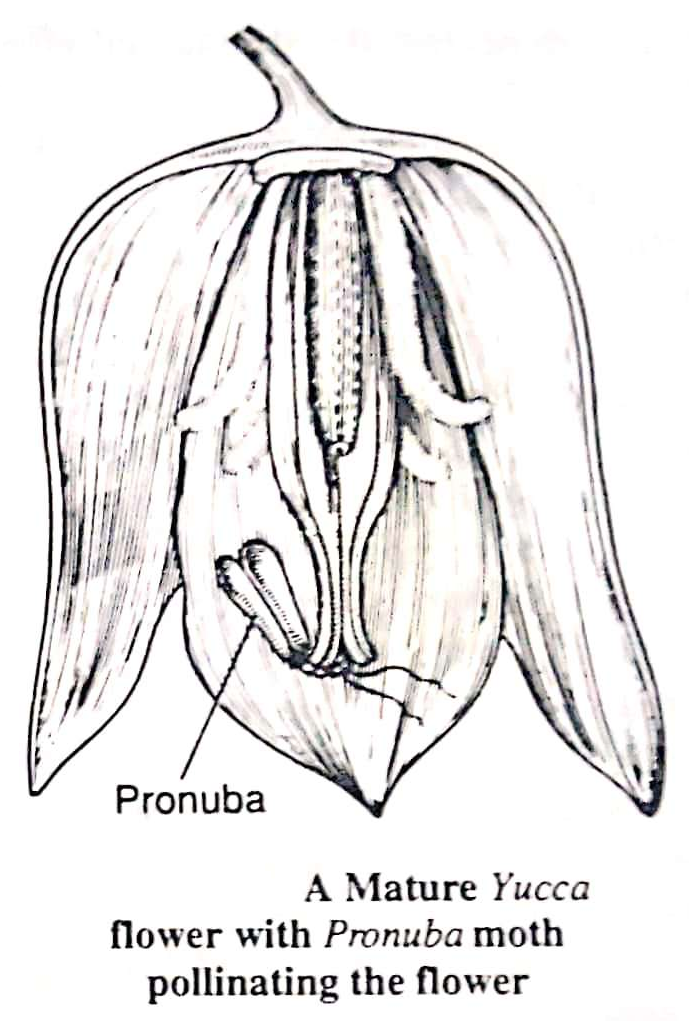 Pronuba
A Mature Yucca
flower with Pronuba moth
pollinating the flower